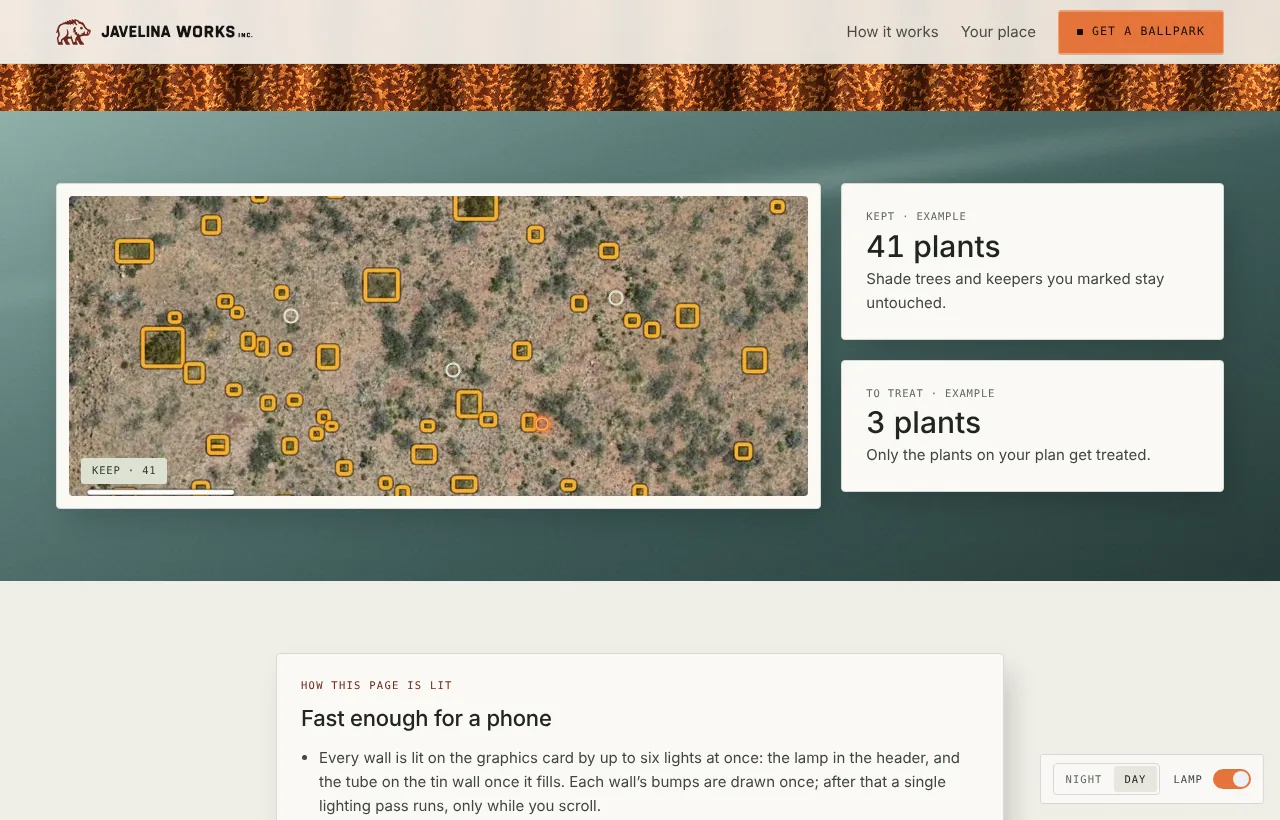 JAVELINA WORKS INC.
How it works
Your place
GET A BALLPARK
KEPT · EXAMPLE
41 plants
Shade trees and keepers you marked stay
untouched.
TO TREAT · EXAMPLE
3 plants
Only the plants on your plan get treated.
KEEP · 41
HOW THIS PAGE IS LIT
Fast enough for a phone
• Every wall is lit on the graphics card by up to six lights at once: the lamp in the header, and
the tube on the tin wall once it fills. Each wall’s bumps are drawn once; after that a single
lighting pass runs, only while you scroll.
NIGHT
DAY
LAMP